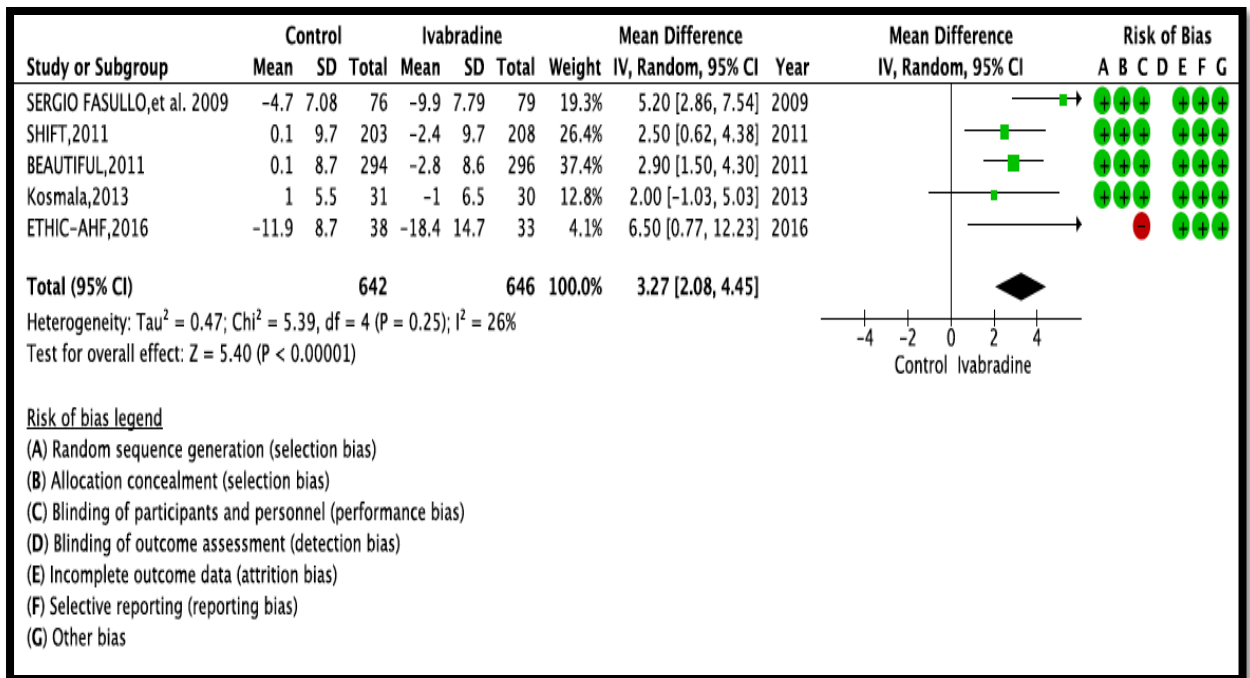 Control Ivabradine Mean Difference Mean Difference Risk of Bias
Study or Subgroup Mean SD Total Mean SD Total Weight IV, Random, 95% CI Year IV, Random, 95% CI A B C D E F G
SERGIO FASULLO,et al. 2009 −4.7 7.08 76 −9.9 7.79 79 19.3% 5.20 [2.86, 7.54] 2009 + + + + + +
SHIFT,2011 0.1 9.7 203 −2.4 9.7 208 26.4% 2.50 [0.62, 4.38] 2011 + + + + + +
BEAUTIFUL,2011 0.1 8.7 294 −2.8 8.6 296 37.4% 2.90 [1.50, 4.30] 2011 + + + + + +
Kosmala,2013 1 5.5 31 −1 6.5 30 12.8% 2.00 [−1.03, 5.03] 2013 + + + + + +
ETHIC−AHF,2016 −11.9 8.7 38 −18.4 14.7 33 4.1% 6.50 [0.77, 12.23] 2016 − + + +
Total (95% CI) 642 646 100.0% 3.27 [2.08, 4.45]
Heterogeneity: Tau² = 0.47; Chi² = 5.39, df = 4 (P = 0.25); I² = 26%
Test for overall effect: Z = 5.40 (P < 0.00001)
−4 −2 0 2 4
Control Ivabradine
Risk of bias legend
(A) Random sequence generation (selection bias)
(B) Allocation concealment (selection bias)
(C) Blinding of participants and personnel (performance bias)
(D) Blinding of outcome assessment (detection bias)
(E) Incomplete outcome data (attrition bias)
(F) Selective reporting (reporting bias)
(G) Other bias